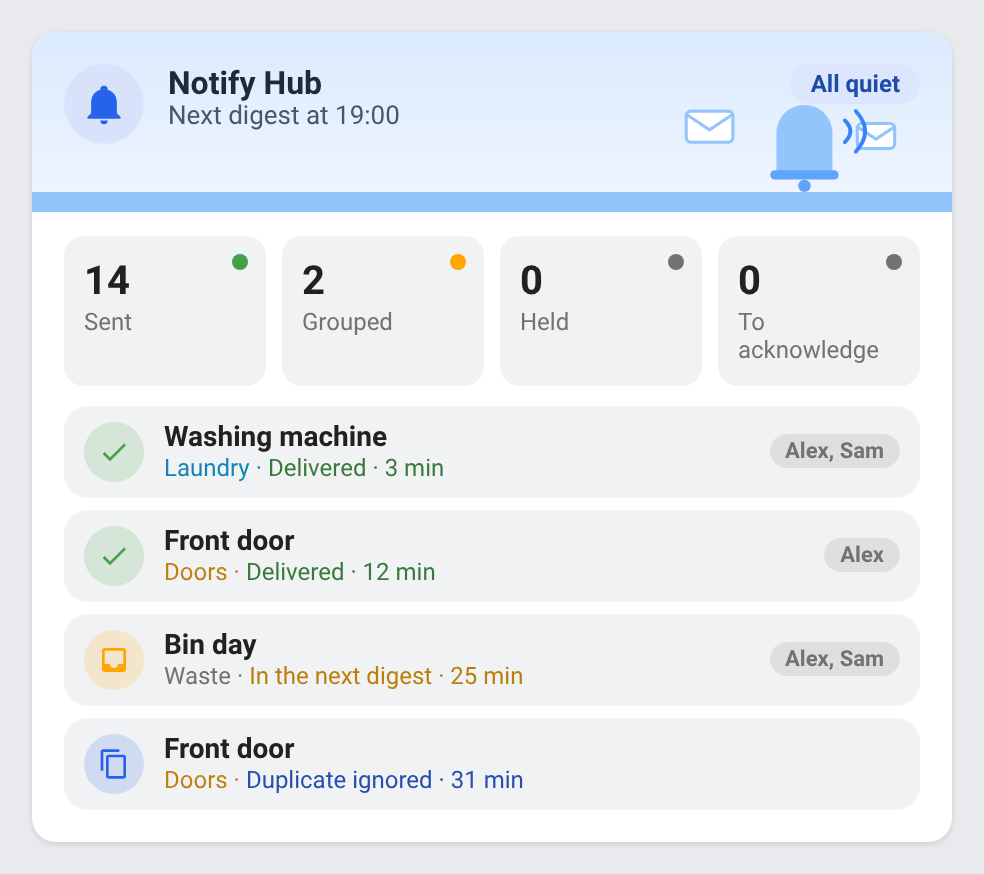 Notify Hub
Next digest at 19:00
All quiet
14
Sent
2
Grouped
0
Held
0
To
acknowledge
Washing machine
Laundry · Delivered · 3 min
Alex, Sam
Front door
Doors · Delivered · 12 min
Alex
Bin day
Waste · In the next digest · 25 min
Alex, Sam
Front door
Doors · Duplicate ignored · 31 min